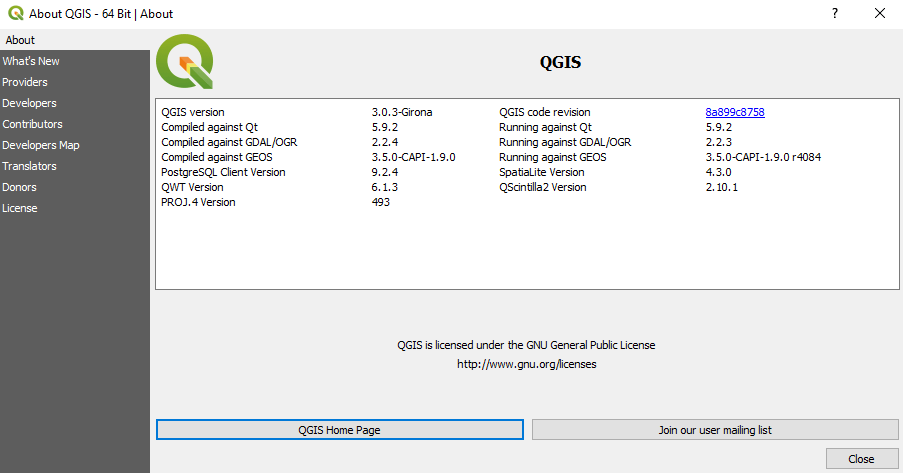 About QGIS - 64 Bit | About
?
About
What's New
Providers
Developers
Contributors
Developers Map
Translators
Donors
License
QGIS
QGIS version 3.0.3-Girona QGIS code revision 8a899c8758
Compiled against Qt 5.9.2 Running against Qt 5.9.2
Compiled against GDAL/OGR 2.2.4 Running against GDAL/OGR 2.2.3
Compiled against GEOS 3.5.0-CAPI-1.9.0 Running against GEOS 3.5.0-CAPI-1.9.0 r4084
PostgreSQL Client Version 9.2.4 SpatiaLite Version 4.3.0
QWT Version 6.1.3 QScintilla2 Version 2.10.1
PROJ.4 Version 493
QGIS is licensed under the GNU General Public License
http://www.gnu.org/licenses
QGIS Home Page Join our user mailing list
Close